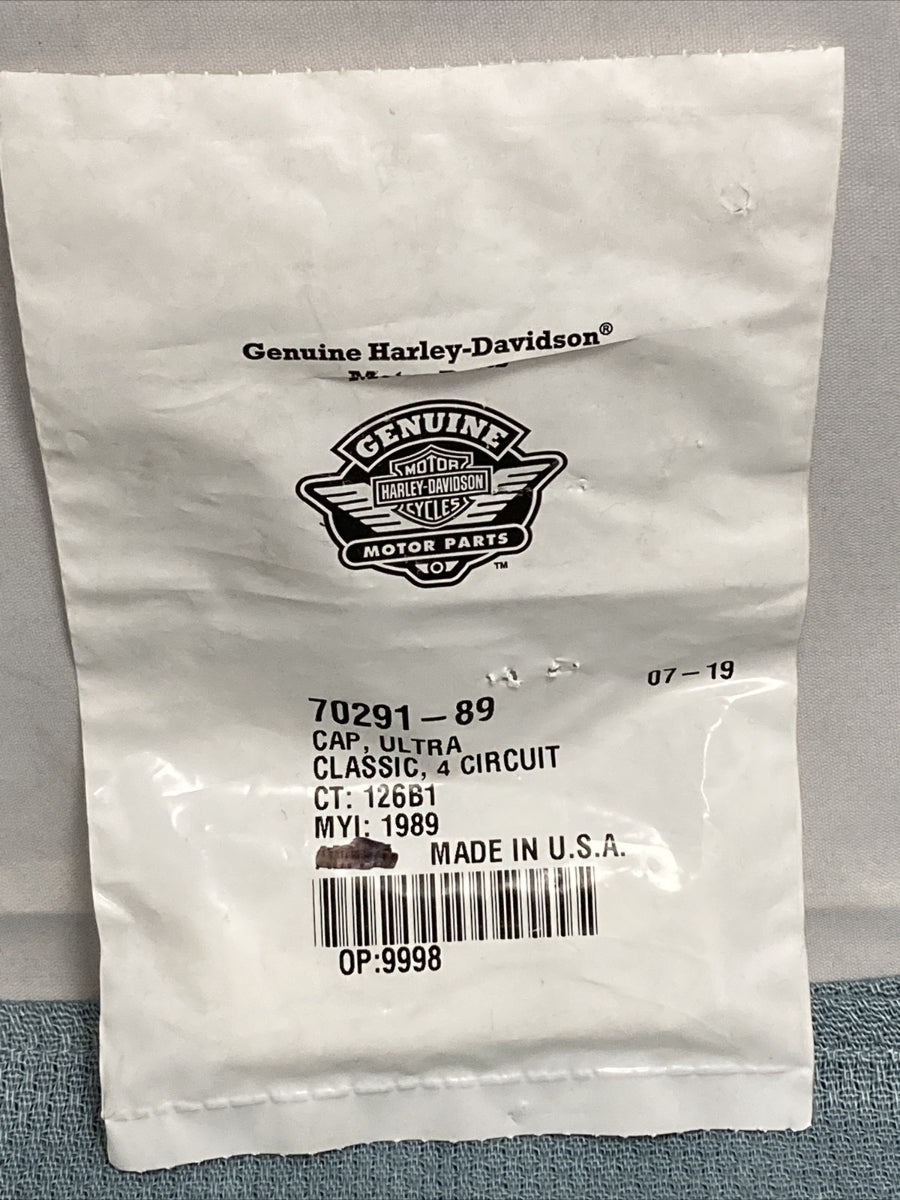 Genuine Harley-Davidson®
GENUINE
MOTOR
HARLEY-DAVIDSON
CYCLES
MOTOR PARTS
TM
07-19
70291-89
CAP, ULTRA
CLASSIC, 4 CIRCUIT
CT: 126B1
MYI: 1989
MADE IN U.S.A.
OP:9998